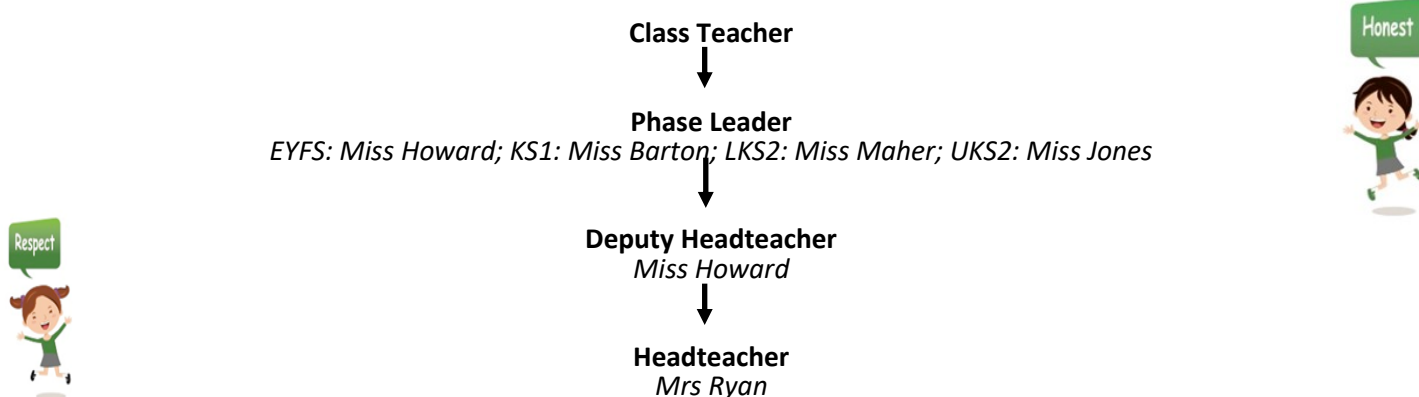 Class Teacher
Honest
Phase Leader
EYFS: Miss Howard; KS1: Miss Barton; LKS2: Miss Maher; UKS2: Miss Jones
Respect
Deputy Headteacher
Miss Howard
Headteacher
Mrs Ryan